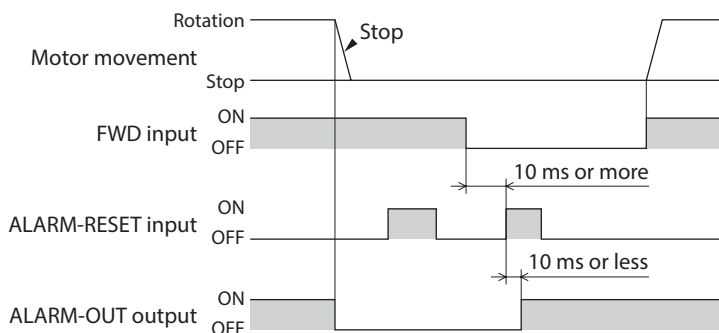 Rotation
Stop
Motor movement
Stop
ON
FWD input
OFF
10 ms or more
ON
ALARM-RESET input
OFF
10 ms or less
ON
ALARM-OUT output
OFF